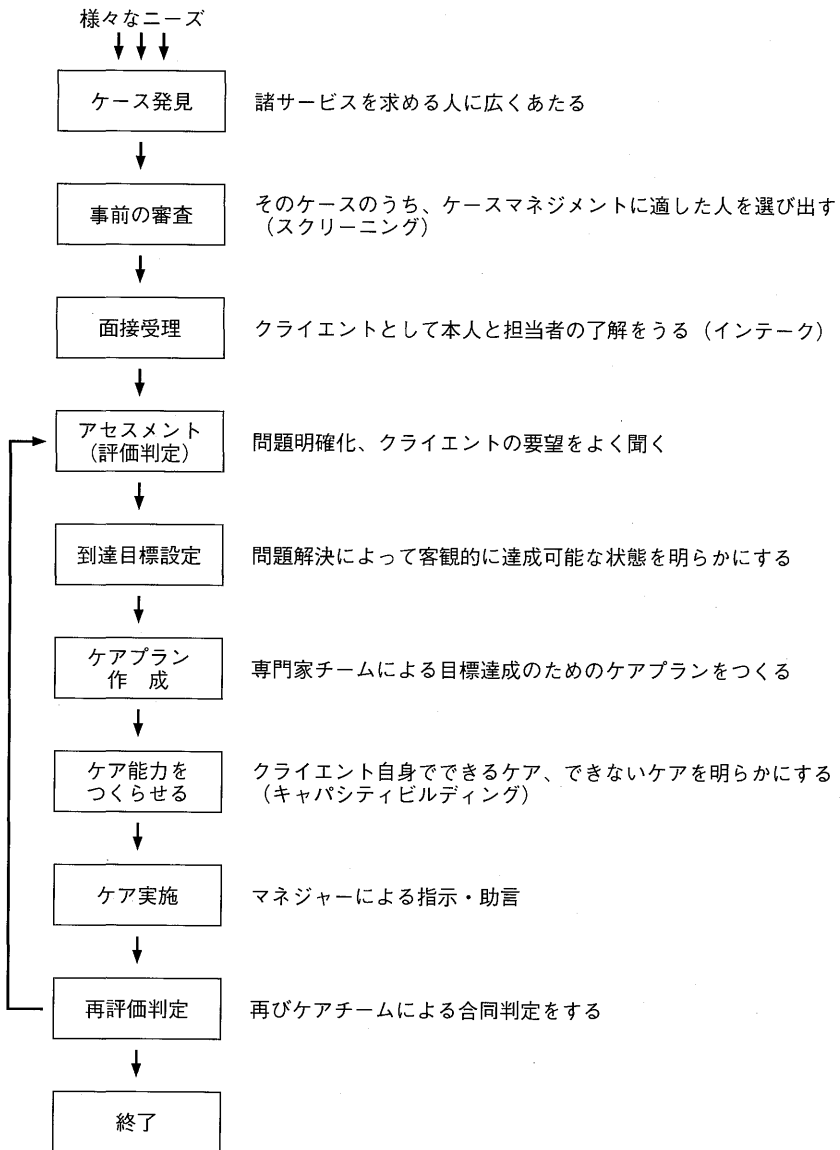 様々なニーズ
ケース発見
諸サービスを求める人に広くあたる
事前の審査
そのケースのうち、ケースマネジメントに適した人を選び出す
（スクリーニング）
面接受理
クライエントとして本人と担当者の了解をうる（インテーク）
アセスメント
（評価判定）
問題明確化、クライエントの要望をよく聞く
到達目標設定
問題解決によって客観的に達成可能な状態を明らかにする
ケアプラン
作　成
専門家チームによる目標達成のためのケアプランをつくる
ケア能力を
つくらせる
クライエント自身でできるケア、できないケアを明らかにする
（キャパシティビルディング）
ケア実施
マネジャーによる指示・助言
再評価判定
再びケアチームによる合同判定をする
終了